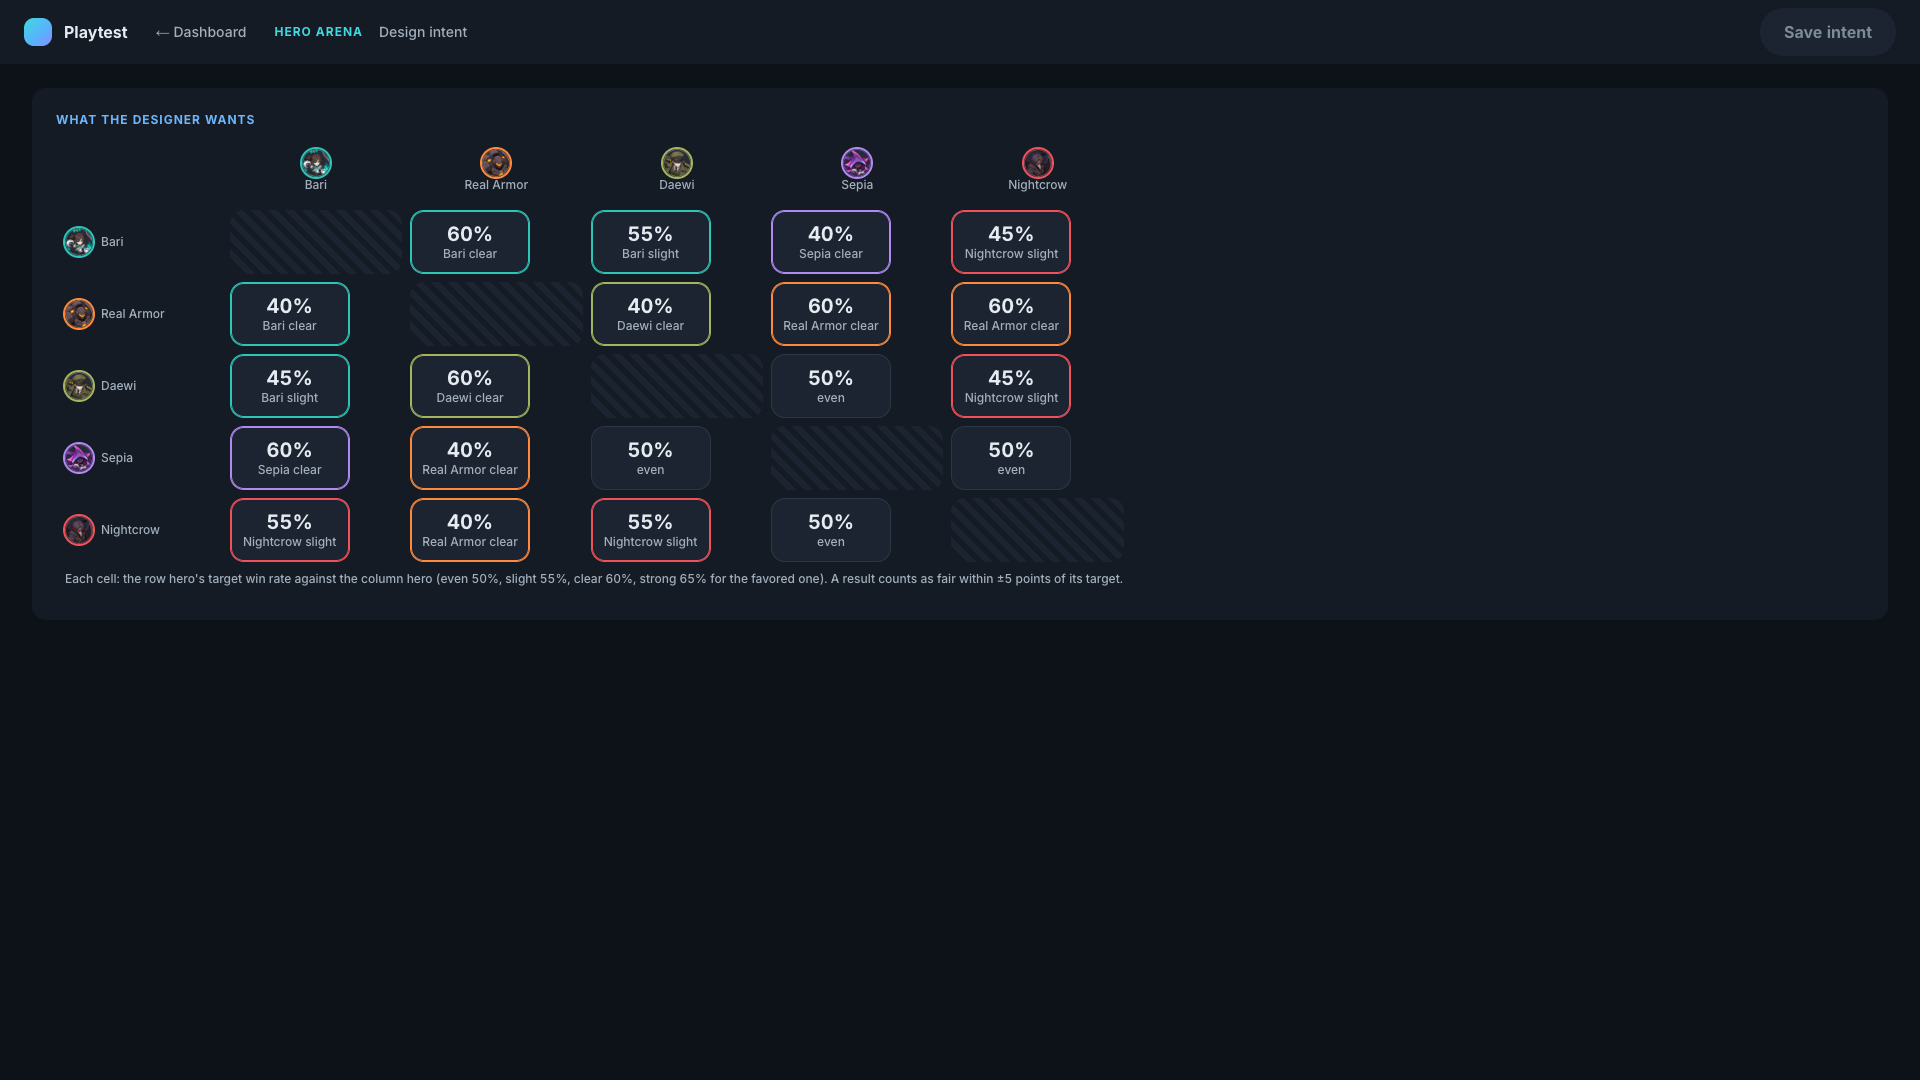 Playtest
← Dashboard
HERO ARENA
Design intent
Save intent
WHAT THE DESIGNER WANTS
Bari Real Armor Daewi Sepia Nightcrow
Bari
60% 55% 40% 45%
Bari clear Bari slight Sepia clear Nightcrow slight
Real Armor
40% 40% 60% 60%
Bari clear Daewi clear Real Armor clear Real Armor clear
Daewi
45% 60% 50% 45%
Bari slight Daewi clear even Nightcrow slight
Sepia
60% 40% 50% 50%
Sepia clear Real Armor clear even even
Nightcrow
55% 40% 55% 50%
Nightcrow slight Real Armor clear Nightcrow slight even
Each cell: the row hero's target win rate against the column hero (even 50%, slight 55%, clear 60%, strong 65% for the favored one). A result counts as fair within ±5 points of its target.